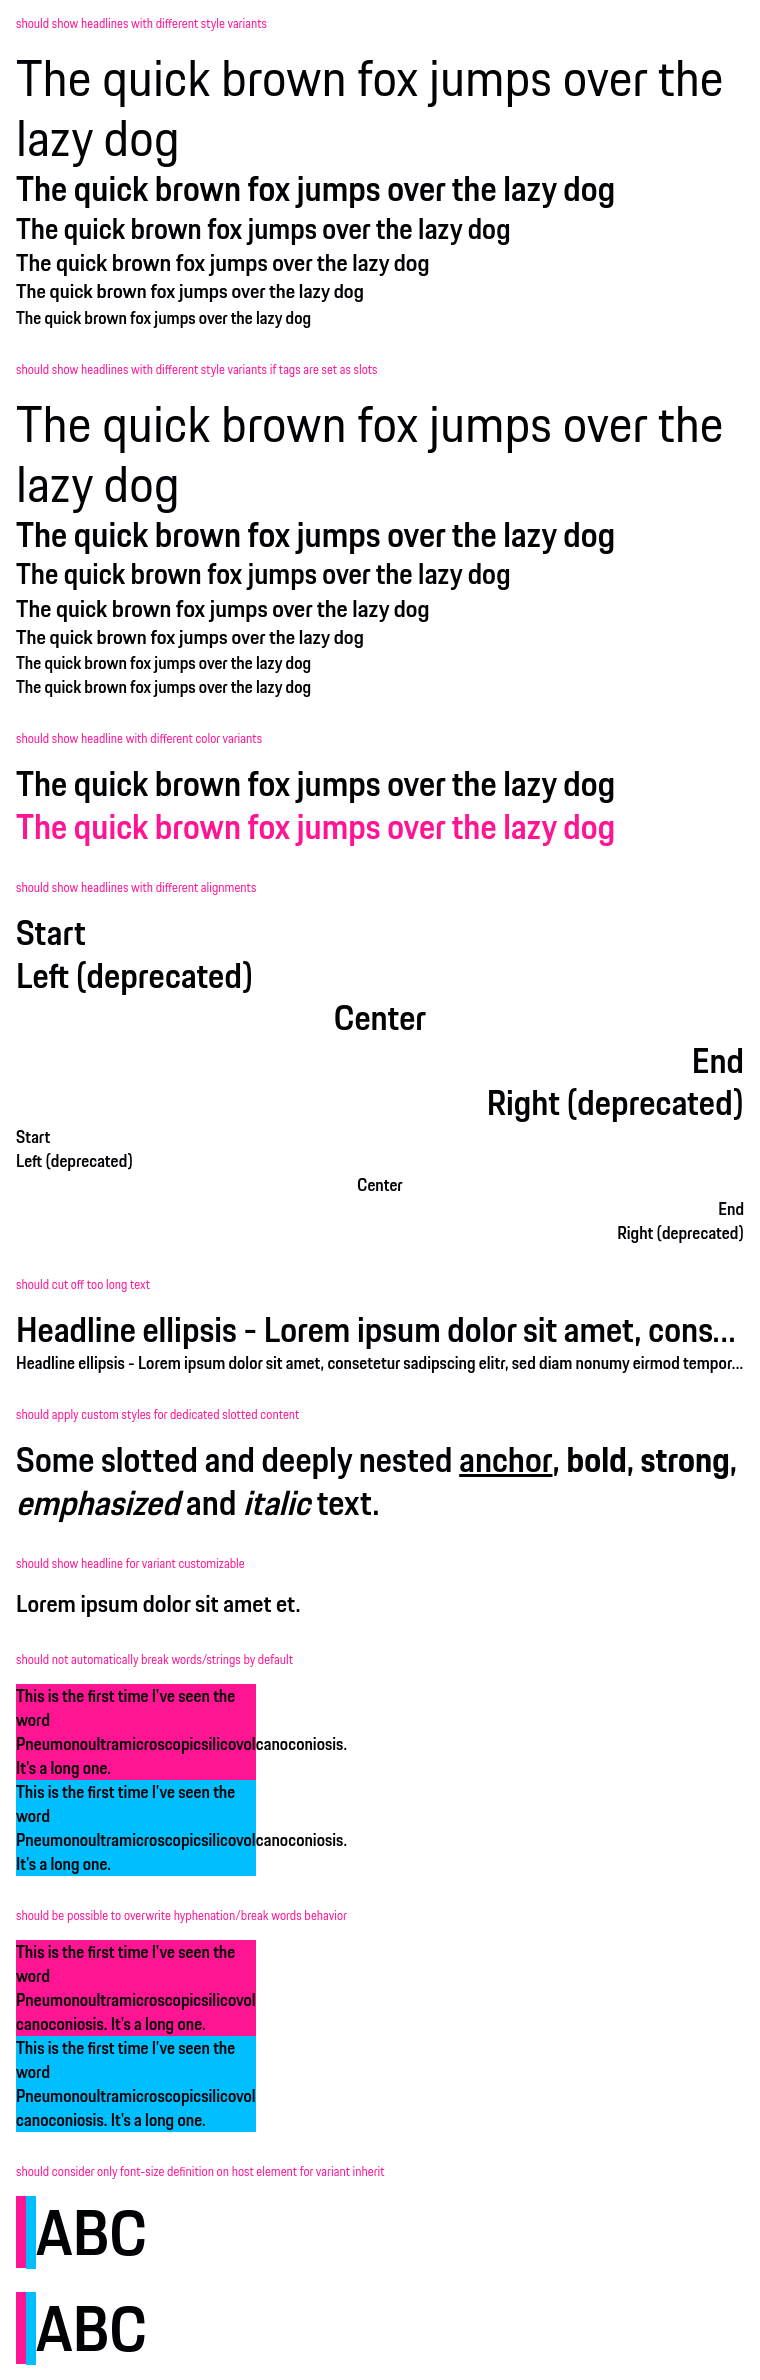 should show headlines with different style variants
The quick brown fox jumps over the
lazy dog
The quick brown fox jumps over the lazy dog
The quick brown fox jumps over the lazy dog
The quick brown fox jumps over the lazy dog
The quick brown fox jumps over the lazy dog
The quick brown fox jumps over the lazy dog
should show headlines with different style variants if tags are set as slots
The quick brown fox jumps over the
lazy dog
The quick brown fox jumps over the lazy dog
The quick brown fox jumps over the lazy dog
The quick brown fox jumps over the lazy dog
The quick brown fox jumps over the lazy dog
The quick brown fox jumps over the lazy dog
The quick brown fox jumps over the lazy dog
should show headline with different color variants
The quick brown fox jumps over the lazy dog
The quick brown fox jumps over the lazy dog
should show headlines with different alignments
Start
Left (deprecated)
Center
End
Right (deprecated)
Start
Left (deprecated)
Center
End
Right (deprecated)
should cut off too long text
Headline ellipsis - Lorem ipsum dolor sit amet, cons...
Headline ellipsis - Lorem ipsum dolor sit amet, consetetur sadipscing elitr, sed diam nonumy eirmod tempor...
should apply custom styles for dedicated slotted content
Some slotted and deeply nested anchor, bold, strong,
emphasized and italic text.
should show headline for variant customizable
Lorem ipsum dolor sit amet et.
should not automatically break words/strings by default
This is the first time I've seen the
word
Pneumonoultramicroscopicsilicovolcanoconiosis.
It's a long one.
This is the first time I've seen the
word
Pneumonoultramicroscopicsilicovolcanoconiosis.
It's a long one.
should be possible to overwrite hyphenation/break words behavior
This is the first time I've seen the
word
Pneumonoultramicroscopicsilicovol
canoconiosis. It's a long one.
This is the first time I've seen the
word
Pneumonoultramicroscopicsilicovol
canoconiosis. It's a long one.
should consider only font-size definition on host element for variant inherit
ABC
ABC